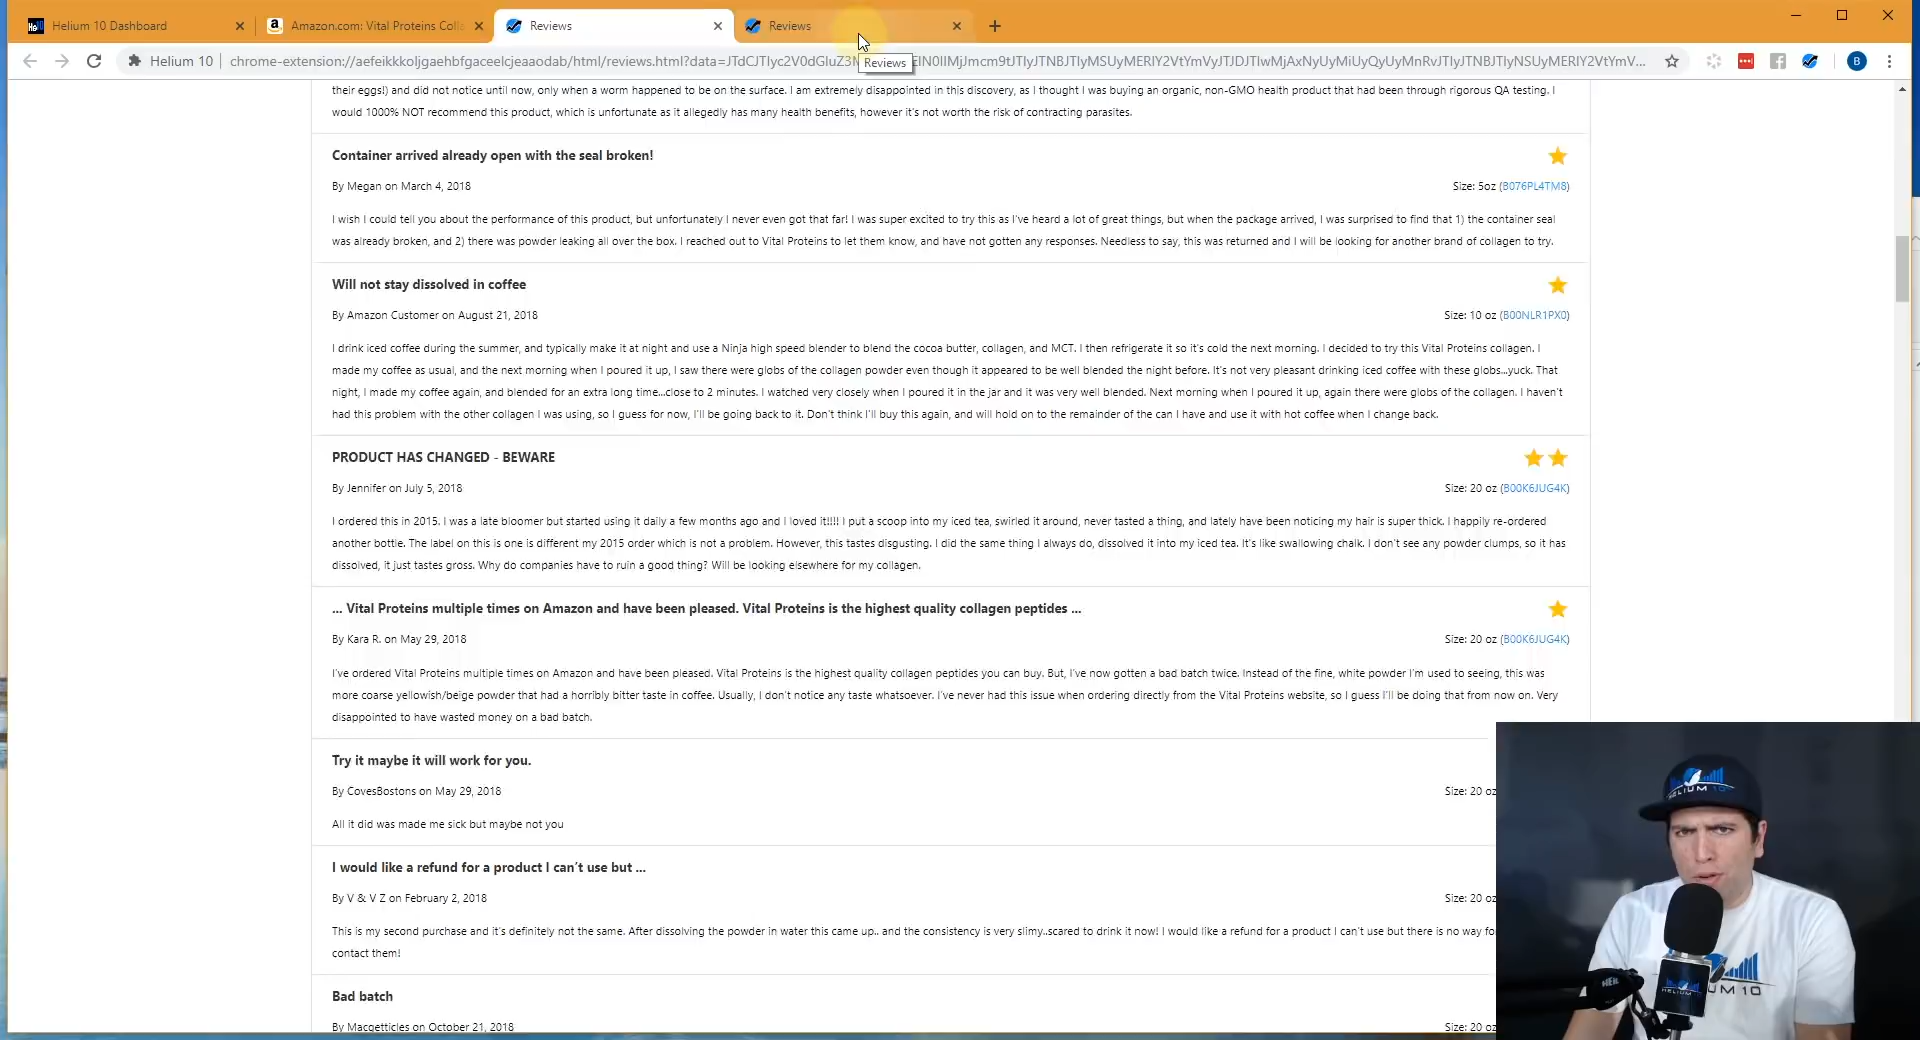 Helium 10 Dashboard
Amazon.com: Vital Proteins Colla
Reviews
Reviews
Helium 10
Reviews
their eggs!) and did not notice until now, only when a worm happened to be on the surface. I am extremely disappointed in this discovery, as I thought I was buying an organic, non-GMO health product that had been through rigorous QA testing. I
would 1000% NOT recommend this product, which is unfortunate as it allegedly has many health benefits, however it's not worth the risk of contracting parasites.
Container arrived already open with the seal broken!
By Megan on March 4, 2018
Size: 5oz (B076PL4TM8)
I wish I could tell you about the performance of this product, but unfortunately I never even got that far! I was super excited to try this as I've heard a lot of great things, but when the package arrived, I was surprised to find that 1) the container seal
was already broken, and 2) there was powder leaking all over the box. I reached out to Vital Proteins to let them know, and have not gotten any responses. Needless to say, this was returned and I will be looking for another brand of collagen to try.
Will not stay dissolved in coffee
By Amazon Customer on August 21, 2018
Size: 10 oz (B00NLR1PX0)
I drink iced coffee during the summer, and typically make it at night and use a Ninja high speed blender to blend the cocoa butter, collagen, and MCT. I then refrigerate it so it's cold the next morning. I decided to try this Vital Proteins collagen. I
made my coffee as usual, and the next morning when I poured it up, I saw there were globs of the collagen powder even though it appeared to be well blended the night before. It's not very pleasant drinking iced coffee with these globs...yuck. That
night, I made my coffee again, and blended for an extra long time...close to 2 minutes. I watched very closely when I poured it in the jar and it was very well blended. Next morning when I poured it up, again there were globs of the collagen. I haven't
had this problem with the other collagen I was using, so I guess for now, I'll be going back to it. Don't think I'll buy this again, and will hold on to the remainder of the can I have and use it with hot coffee when I change back.
PRODUCT HAS CHANGED - BEWARE
By Jennifer on July 5, 2018
Size: 20 oz (B00K6JUG4K)
I ordered this in 2015. I was a late bloomer but started using it daily a few months ago and I loved it!!!! I put a scoop into my iced tea, swirled it around, never tasted a thing, and lately have been noticing my hair is super thick. I happily re-ordered
another bottle. The label on this is one is different my 2015 order which is not a problem. However, this tastes disgusting. I did the same thing I always do, dissolved it into my iced tea. It's like swallowing chalk. I don't see any powder clumps, so it has
dissolved, it just tastes gross. Why do companies have to ruin a good thing? Will be looking elsewhere for my collagen.
... Vital Proteins multiple times on Amazon and have been pleased. Vital Proteins is the highest quality collagen peptides ...
By Kara R. on May 29, 2018
Size: 20 oz (B00K6JUG4K)
I've ordered Vital Proteins multiple times on Amazon and have been pleased. Vital Proteins is the highest quality collagen peptides you can buy. But, I've now gotten a bad batch twice. Instead of the fine, white powder I'm used to seeing, this was
more coarse yellowish/beige powder that had a horribly bitter taste in coffee. Usually, I don't notice any taste whatsoever. I've never had this issue when ordering directly from the Vital Proteins website, so I guess I'll be doing that from now on. Very
disappointed to have wasted money on a bad batch.
Try it maybe it will work for you.
By CovesBostons on May 29, 2018
Size: 20 oz
All it did was made me sick but maybe not you
I would like a refund for a product I can't use but ...
By V & V Z on February 2, 2018
Size: 20 oz
This is my second purchase and it's definitely not the same. After dissolving the powder in water this came up.. and the consistency is very slimy..scared to drink it now! I would like a refund for a product I can't use but there is no way fo
contact them!
Bad batch
By Macgetticles on October 21, 2018
Size: 20 oz
HELIUM 10
HELIUM 10